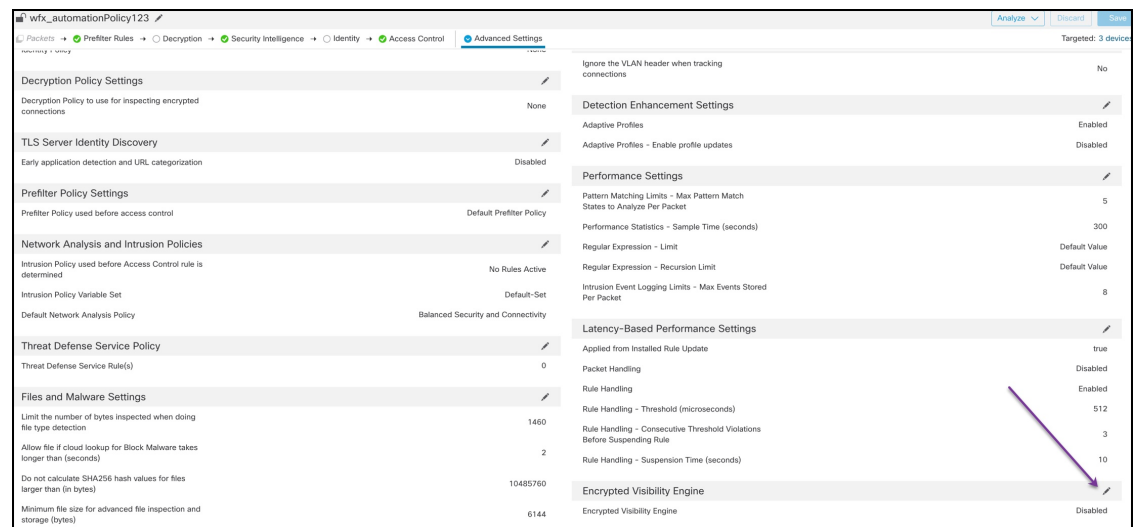 wfx_automationPolicy123
Analyze
Discard
Save
Packets → Prefilter Rules → Decryption → Security Intelligence → Identity → Access Control
Advanced Settings
Targeted: 3 devices
Identity Policy
None
Decryption Policy Settings
Decryption Policy to use for inspecting encrypted
connections
None
TLS Server Identity Discovery
Early application detection and URL categorization
Disabled
Prefilter Policy Settings
Prefilter Policy used before access control
Default Prefilter Policy
Network Analysis and Intrusion Policies
Intrusion Policy used before Access Control rule is
determined
No Rules Active
Intrusion Policy Variable Set
Default-Set
Default Network Analysis Policy
Balanced Security and Connectivity
Threat Defense Service Policy
Threat Defense Service Rule(s)
0
Files and Malware Settings
Limit the number of bytes inspected when doing
file type detection
1460
Allow file if cloud lookup for Block Malware takes
longer than (seconds)
2
Do not calculate SHA256 hash values for files
larger than (in bytes)
10485760
Minimum file size for advanced file inspection and
storage (bytes)
6144
Ignore the VLAN header when tracking
connections
No
Detection Enhancement Settings
Adaptive Profiles
Enabled
Adaptive Profiles - Enable profile updates
Disabled
Performance Settings
Pattern Matching Limits - Max Pattern Match
States to Analyze Per Packet
5
Performance Statistics - Sample Time (seconds)
300
Regular Expression - Limit
Default Value
Regular Expression - Recursion Limit
Default Value
Intrusion Event Logging Limits - Max Events Stored
Per Packet
8
Latency-Based Performance Settings
Applied from Installed Rule Update
true
Packet Handling
Disabled
Rule Handling
Enabled
Rule Handling - Threshold (microseconds)
512
Rule Handling - Consecutive Threshold Violations
Before Suspending Rule
3
Rule Handling - Suspension Time (seconds)
10
Encrypted Visibility Engine
Encrypted Visibility Engine
Disabled